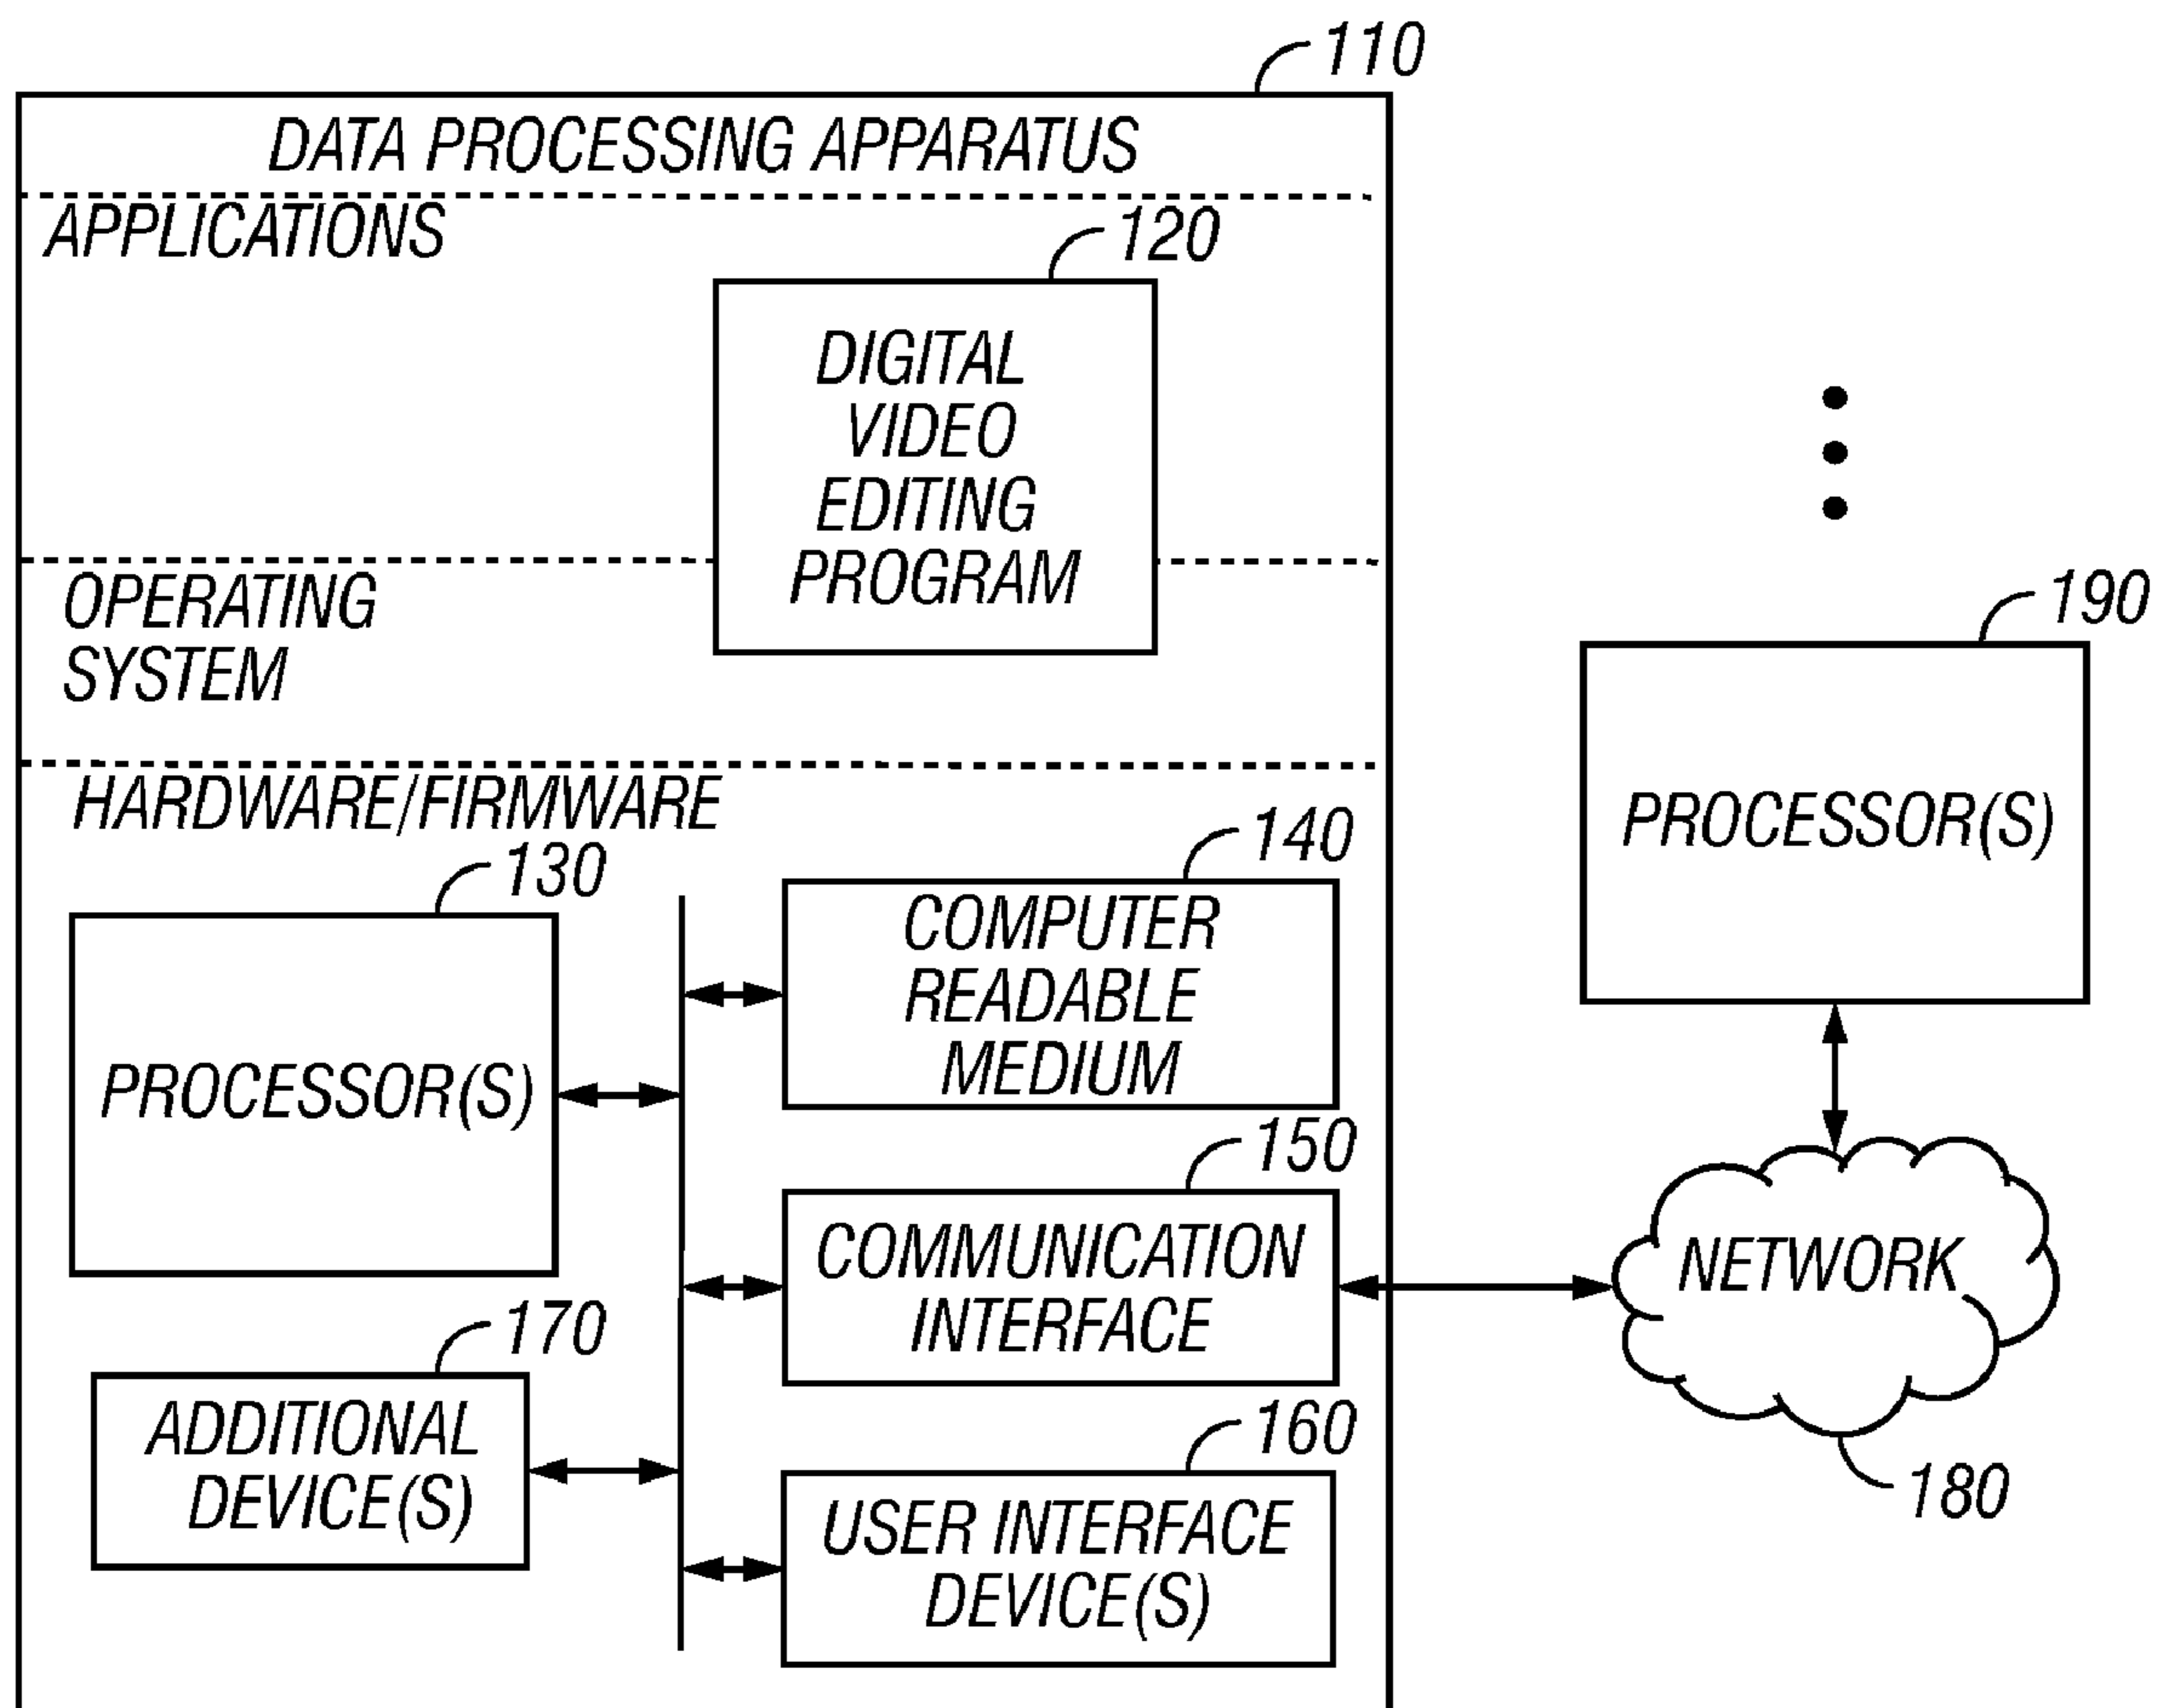 110
DATA PROCESSING APPARATUS
APPLICATIONS
120
DIGITAL
VIDEO
EDITING
PROGRAM
OPERATING
SYSTEM
190
PROCESSOR(S)
HARDWARE/FIRMWARE
130
PROCESSOR(S)
140
COMPUTER
READABLE
MEDIUM
150
COMMUNICATION
INTERFACE
NETWORK
180
170
ADDITIONAL
DEVICE(S)
160
USER INTERFACE
DEVICE(S)